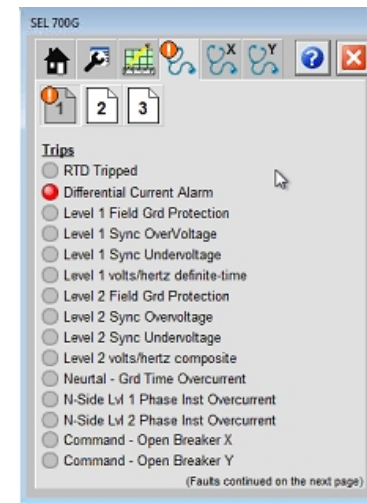 SEL 700G
X
Y
?
1
2
3
Trips
RTD Tripped
Differential Current Alarm
Level 1 Field Grd Protection
Level 1 Sync OverVoltage
Level 1 Sync Undervoltage
Level 1 volts/hertz definite-time
Level 2 Field Grd Protection
Level 2 Sync Overvoltage
Level 2 Sync Undervoltage
Level 2 volts/hertz composite
Neurtal - Grd Time Overcurrent
N-Side Lvl 1 Phase Inst Overcurrent
N-Side Lvl 2 Phase Inst Overcurrent
Command - Open Breaker X
Command - Open Breaker Y
(Faults continued on the next page)